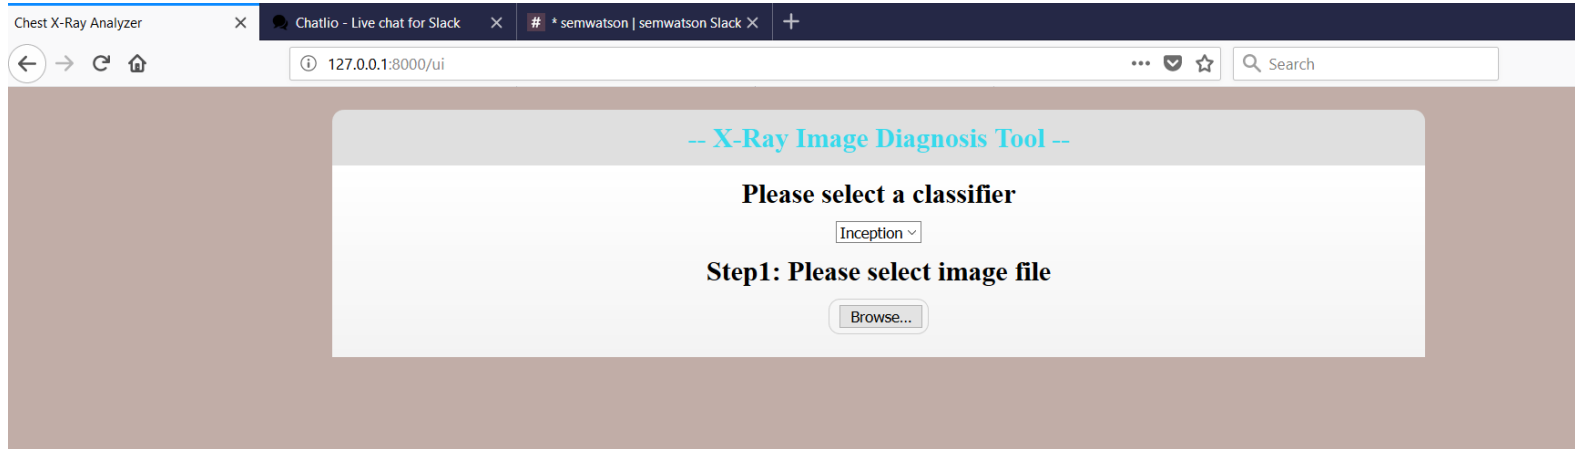 Chest X-Ray Analyzer
Chatlio - Live chat for Slack
# * semwatson | semwatson Slack
127.0.0.1:8000/ui
Search
-- X-Ray Image Diagnosis Tool --
Please select a classifier
Inception
Step1: Please select image file
Browse...